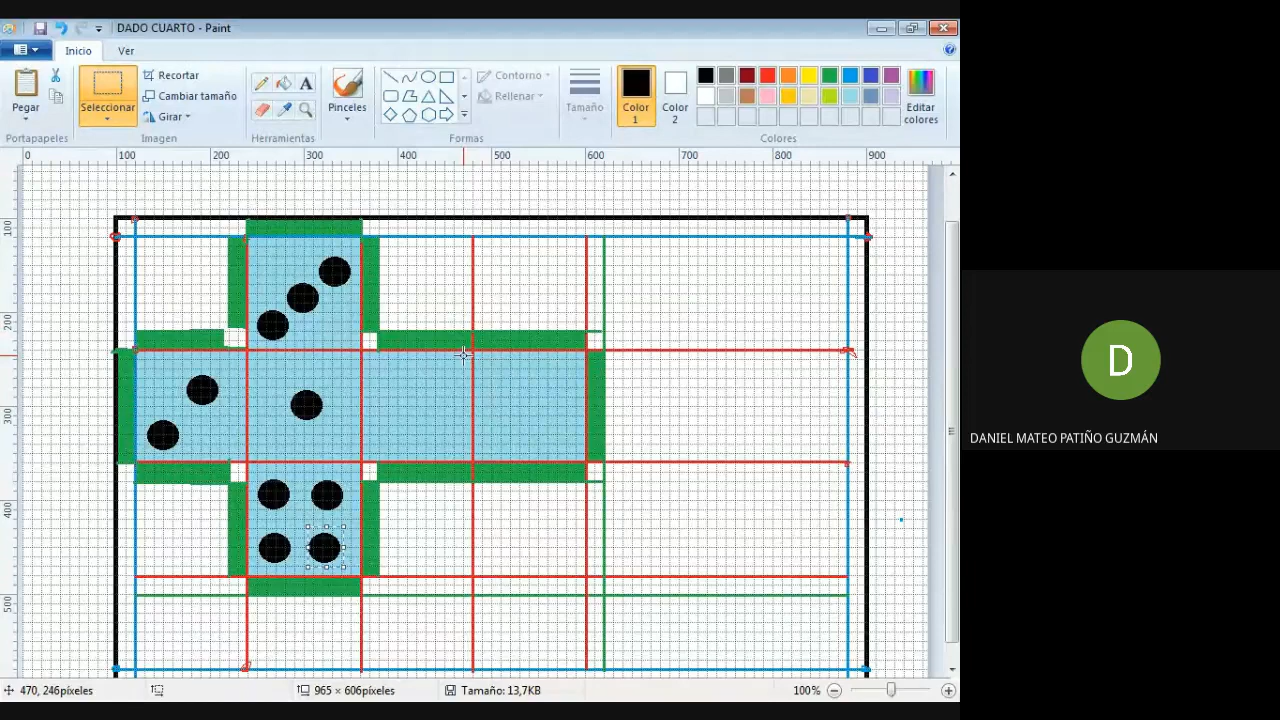 DADO CUARTO - Paint
Inicio Ver
Pegar
Seleccionar
Recortar
Cambiar tamaño
Girar
A
Pinceles
Contorno
Rellenar
Tamaño
Color 1
Color 2
Editar colores
Portapapeles Imagen Herramientas Formas Colores
0 100 200 300 400 500 600 700 800 900
100
200
300
400
500
470, 246píxeles 965 × 606píxeles Tamaño: 13,7KB 100%
D
DANIEL MATEO PATIÑO GUZMÁN